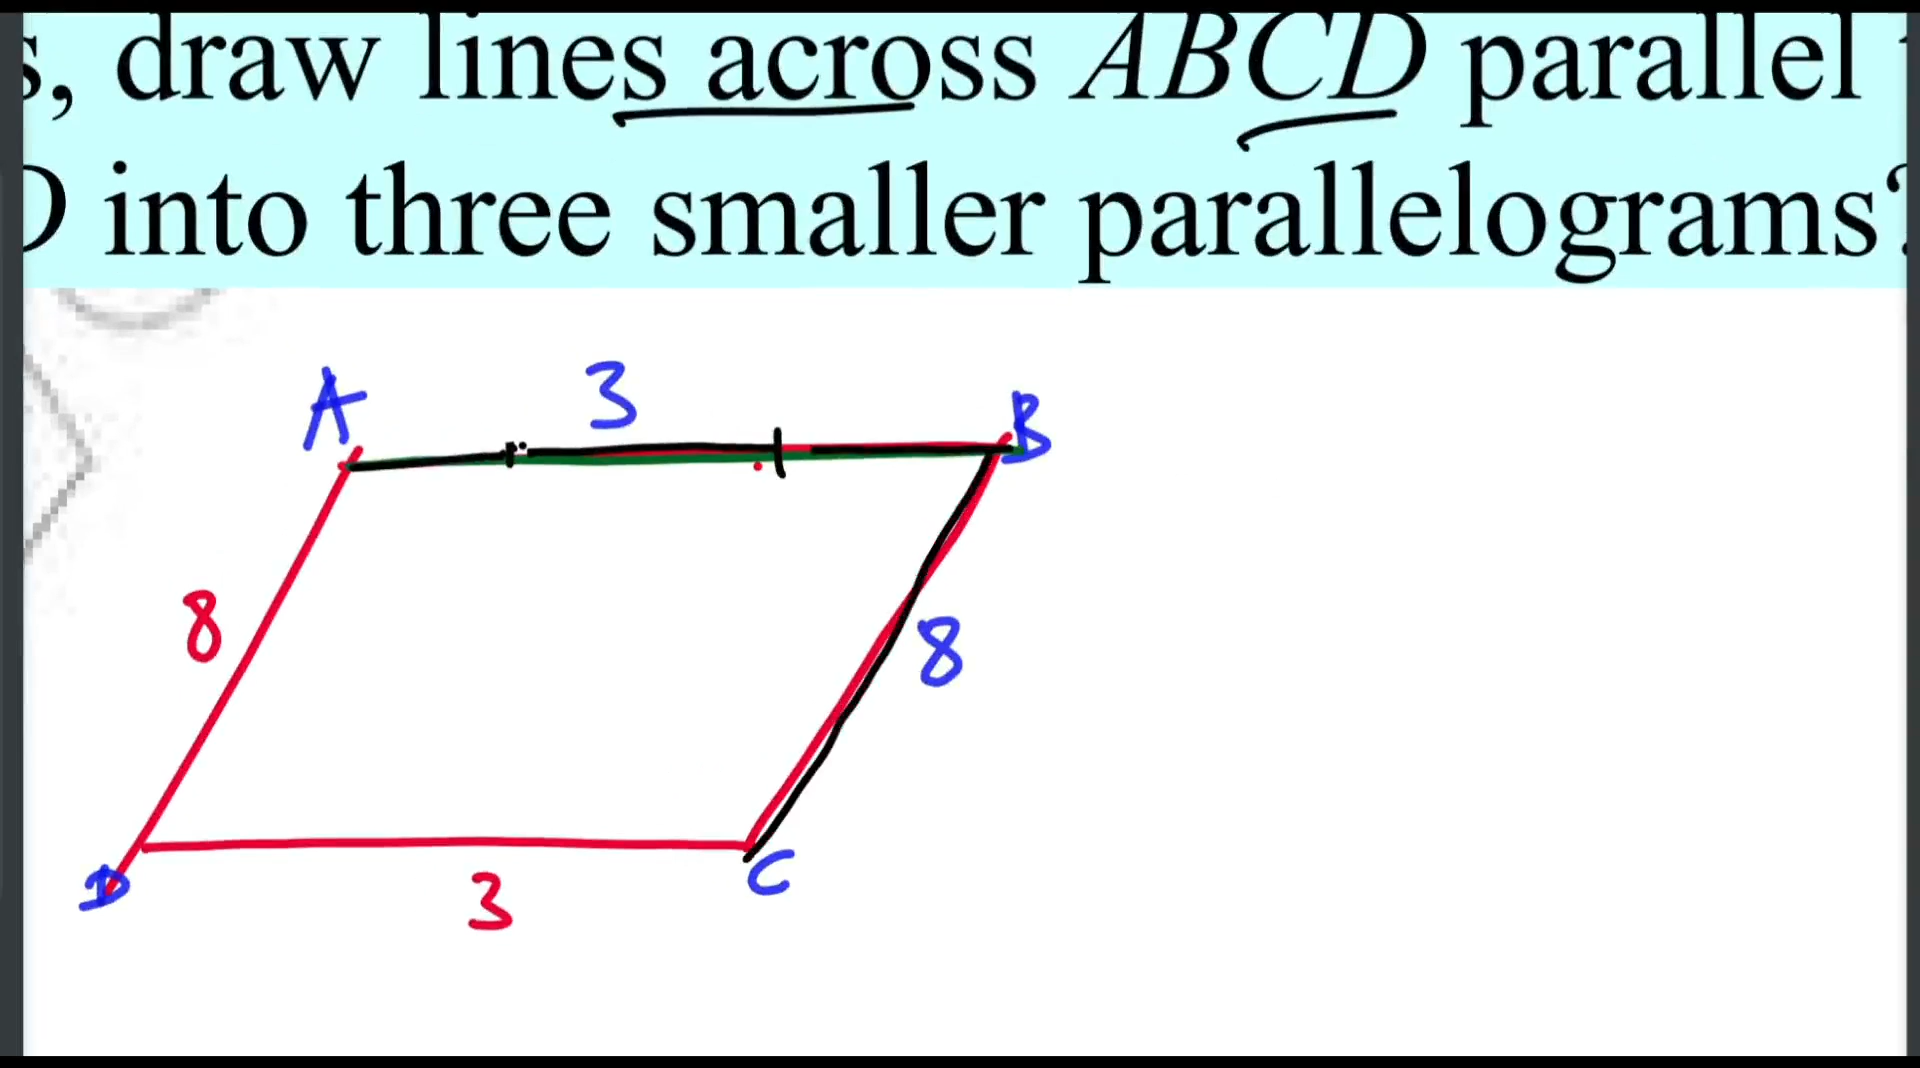 , draw lines across ABCD parallel
into three smaller parallelograms
A 3 B
8 8
D 3 C